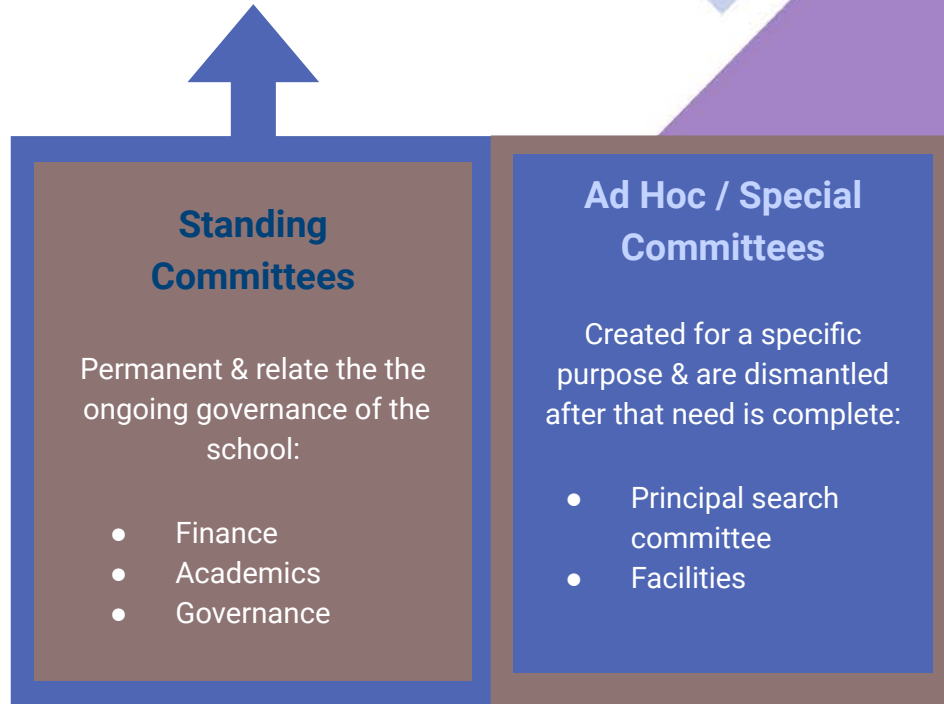 Standing
Committees
Permanent & relate the the
ongoing governance of the
school:
● Finance
● Academics
● Governance
Ad Hoc / Special
Committees
Created for a specific
purpose & are dismantled
after that need is complete:
● Principal search
committee
● Facilities